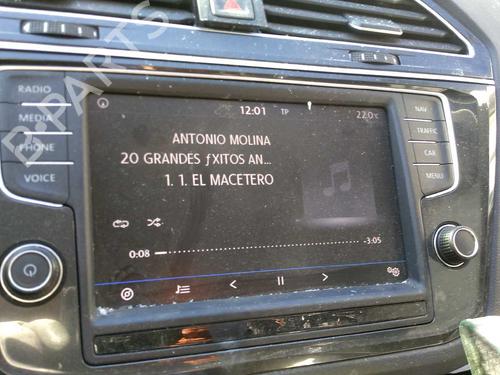 RADIO
MEDIA
PHONE
VOICE
12:01 TP 22.0°C
ANTONIO MOLINA
20 GRANDES ƒXITOS AN...
1. 1. EL MACETERO
0:08 -3:05
NAV
TRAFFIC
CAR
MENU
B-PARTS